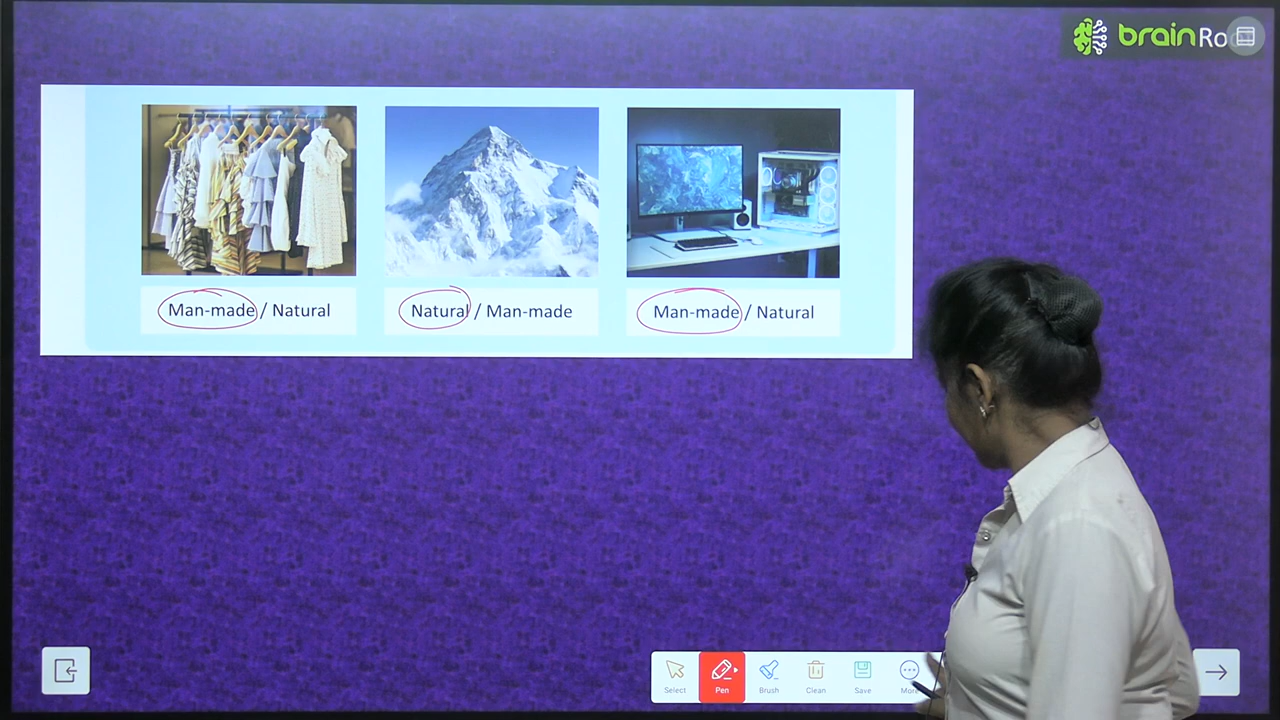 brainRo
Man-made / Natural
Natural / Man-made
Man-made / Natural
Select
Pen
Brush
Clean
Save
More